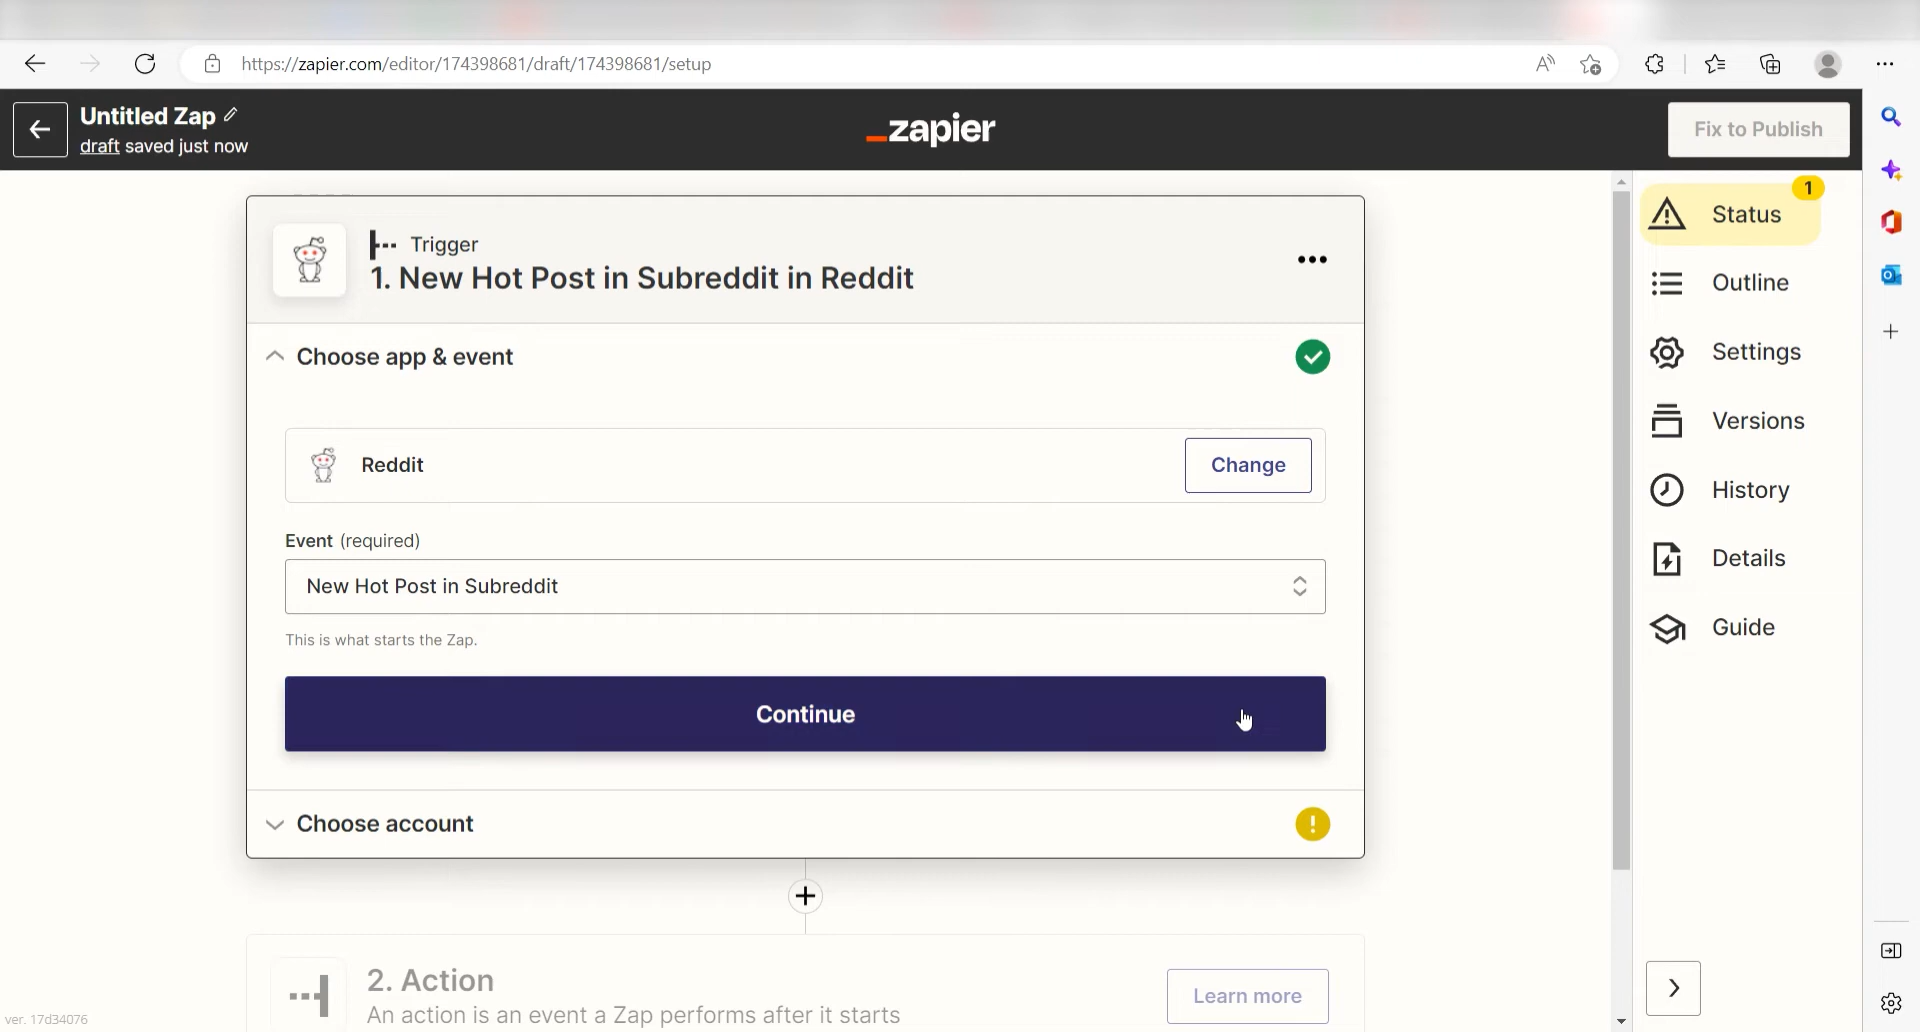 https://zapier.com/editor/174398681/draft/174398681/setup
Untitled Zap
draft saved just now
zapier
Fix to Publish
Trigger
1. New Hot Post in Subreddit in Reddit
Choose app & event
Reddit
Change
Event (required)
New Hot Post in Subreddit
This is what starts the Zap.
Continue
Choose account
2. Action
An action is an event a Zap performs after it starts
Learn more
1
Status
Outline
Settings
Versions
History
Details
Guide
ver. 17d34076